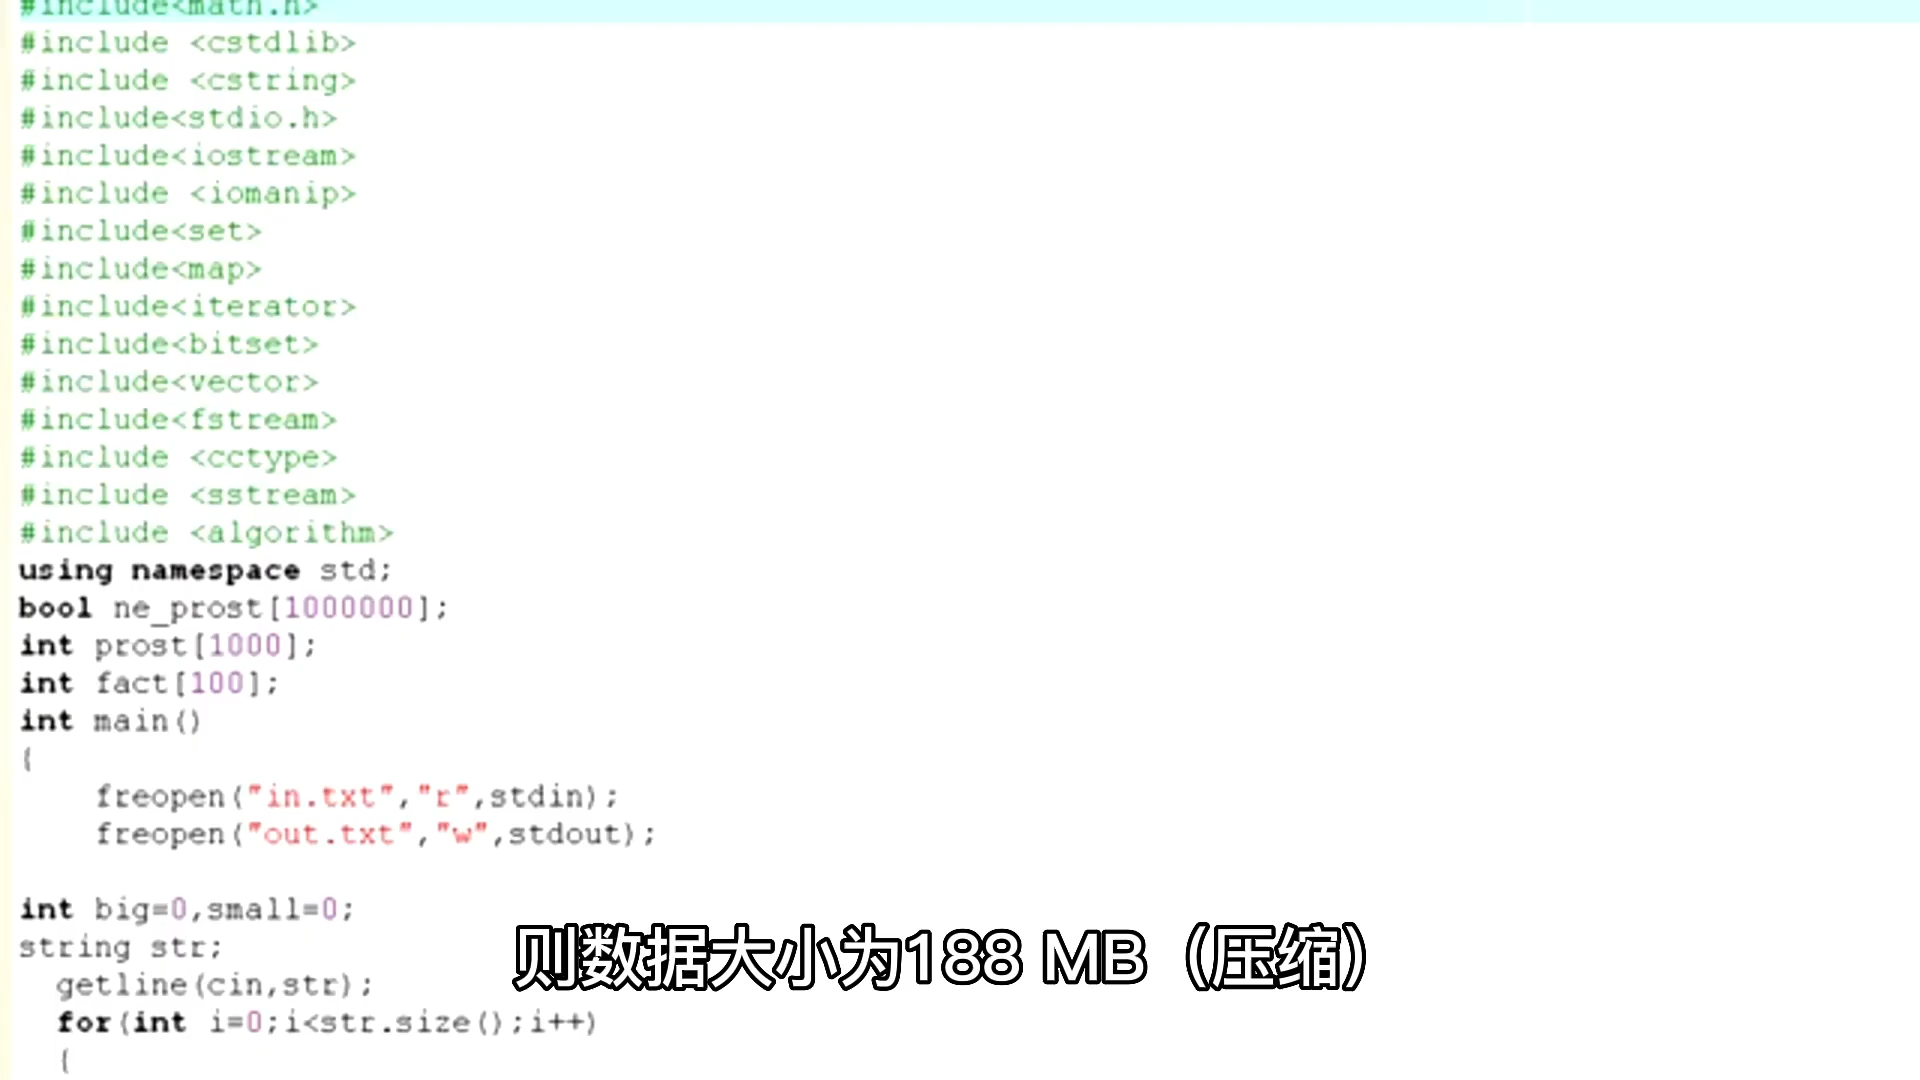 #include<math.h>
#include <cstdlib>
#include <cstring>
#include<stdio.h>
#include<iostream>
#include <iomanip>
#include<set>
#include<map>
#include<iterator>
#include<bitset>
#include<vector>
#include<fstream>
#include <cctype>
#include <sstream>
#include <algorithm>
using namespace std;
bool ne_prost[1000000];
int prost[1000];
int fact[100];
int main()
{
freopen("in.txt","r",stdin);
freopen("out.txt","w",stdout);
int big=0,small=0;
string str;
getline(cin,str);
for(int i=0;i<str.size();i++)
{
则数据大小为188 MB（压缩）